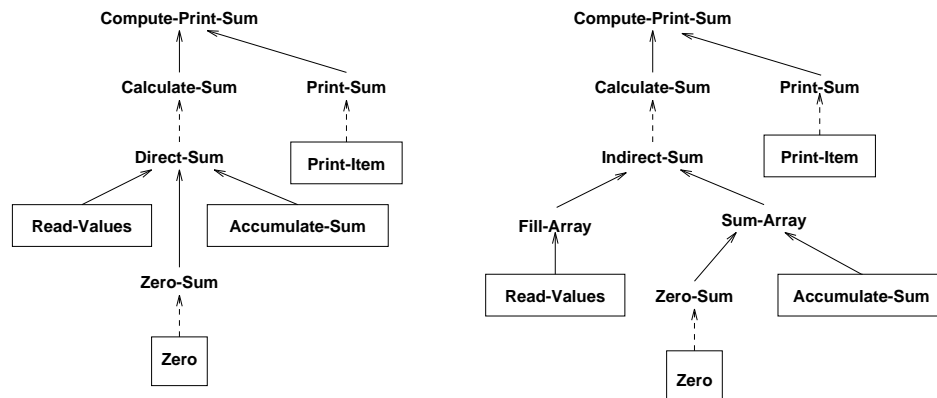 Compute-Print-Sum
Calculate-Sum
Print-Sum
Direct-Sum
Print-Item
Read-Values
Accumulate-Sum
Zero-Sum
Zero
Compute-Print-Sum
Calculate-Sum
Print-Sum
Indirect-Sum
Print-Item
Fill-Array
Sum-Array
Read-Values
Zero-Sum
Accumulate-Sum
Zero